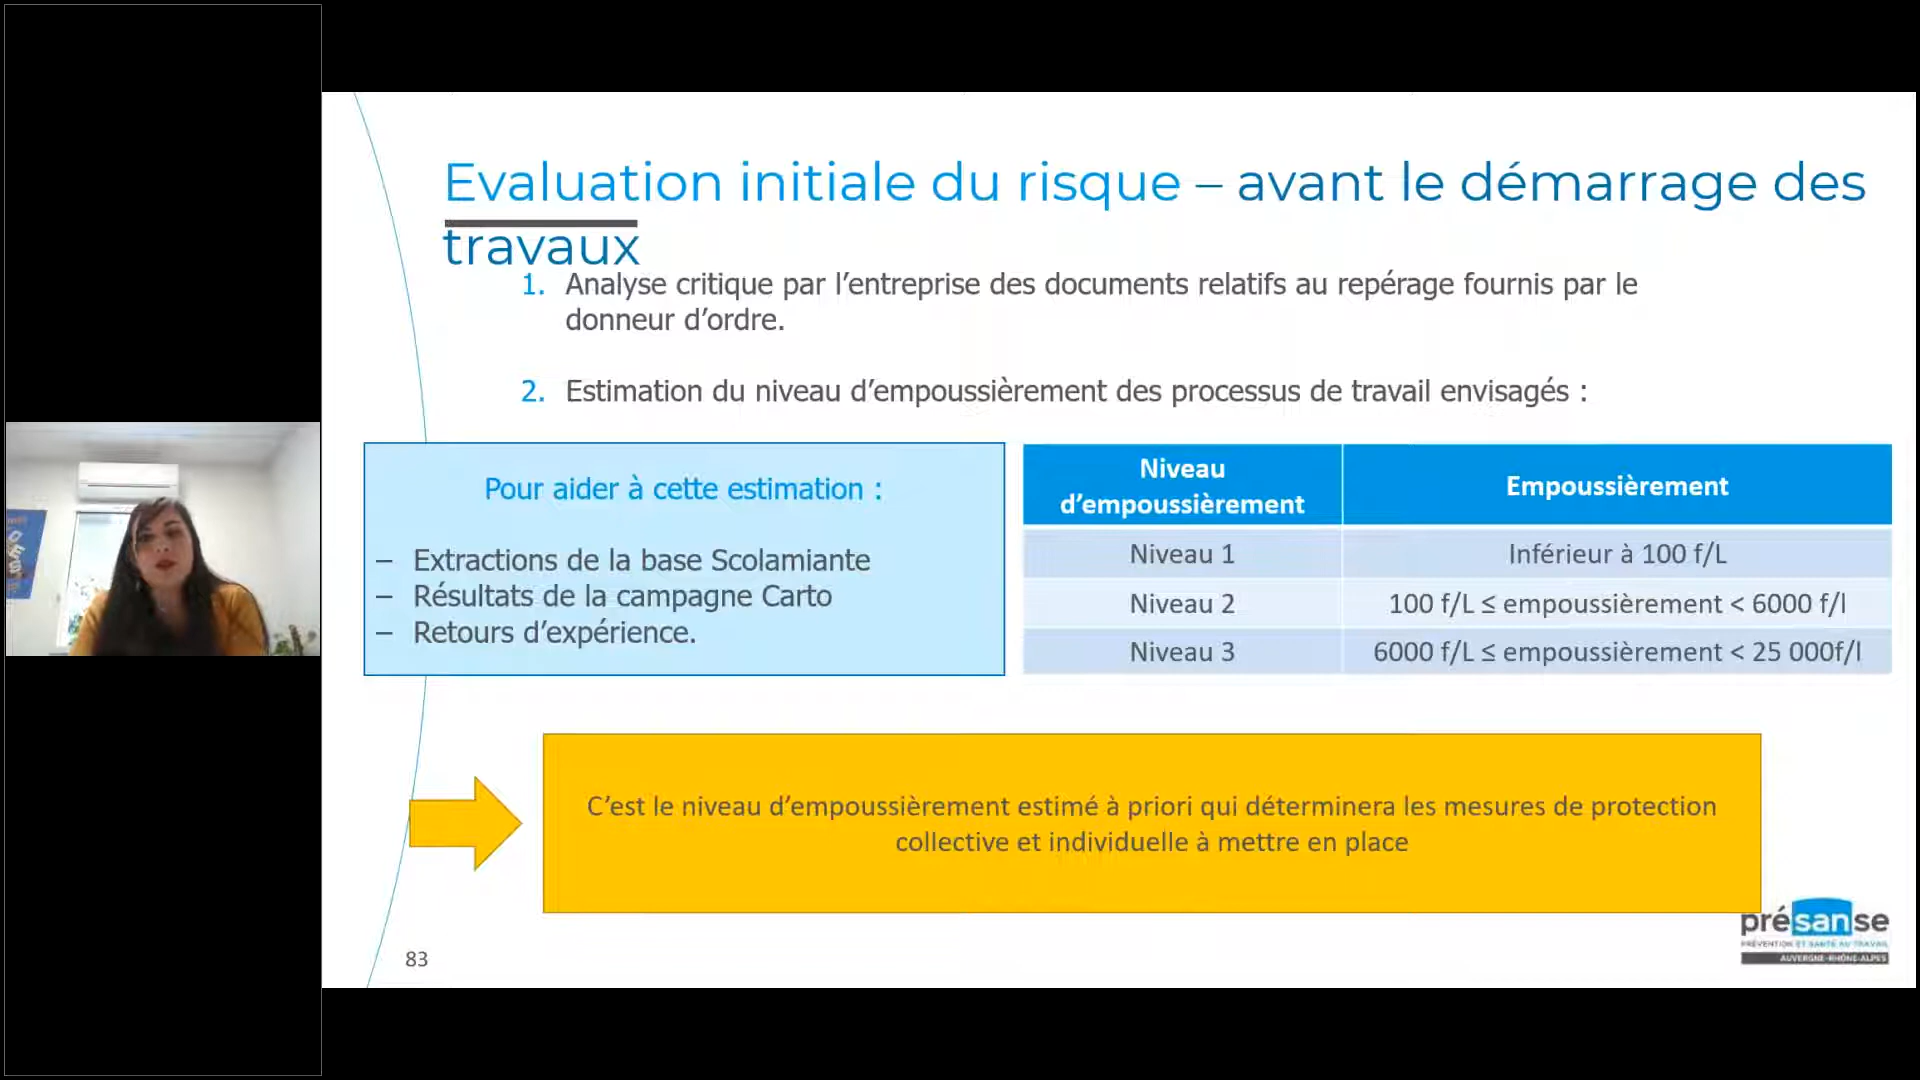 Evaluation initiale du risque – avant le démarrage des
travaux
1. Analyse critique par l’entreprise des documents relatifs au repérage fournis par le
donneur d’ordre.
2. Estimation du niveau d’empoussièrement des processus de travail envisagés :
Pour aider à cette estimation :
– Extractions de la base Scolamiante
– Résultats de la campagne Carto
– Retours d’expérience.
Niveau
d’empoussièrement
Empoussièrement
Niveau 1
Inférieur à 100 f/L
Niveau 2
100 f/L ≤ empoussièrement < 6000 f/l
Niveau 3
6000 f/L ≤ empoussièrement < 25 000f/l
C’est le niveau d’empoussièrement estimé à priori qui déterminera les mesures de protection
collective et individuelle à mettre en place
83
présanse
PRÉVENTION ET SANTÉ AU TRAVAIL
AUVERGNE-RHÔNE-ALPES